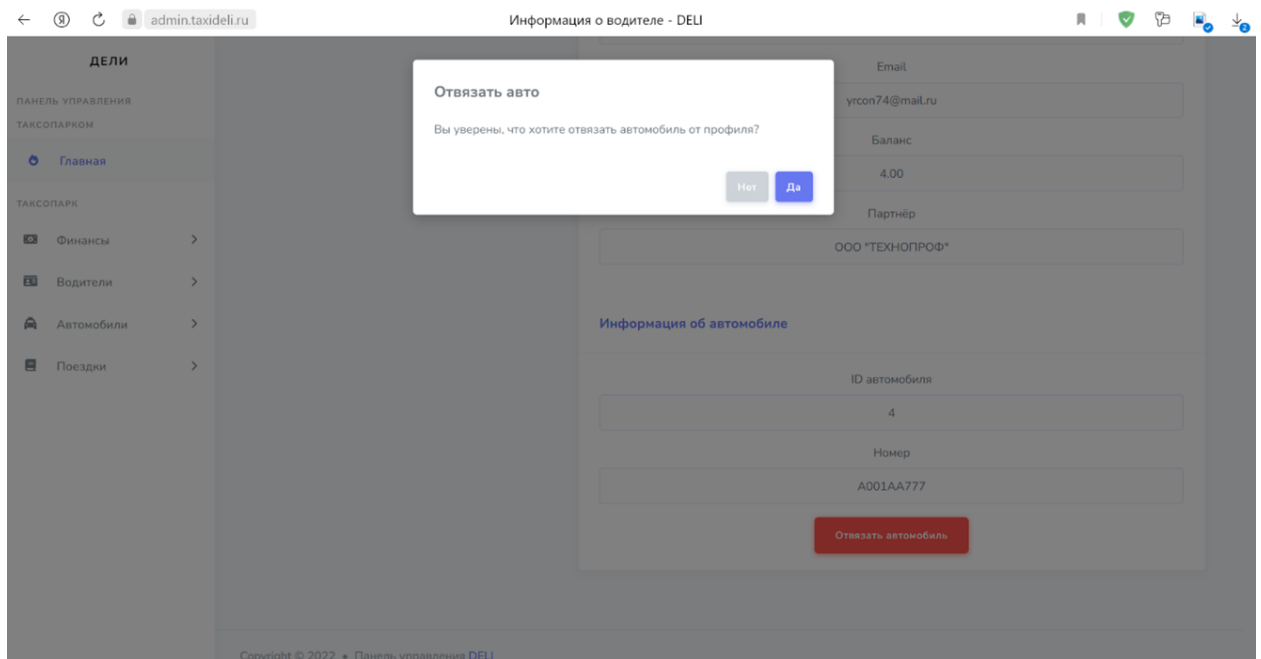 admin.taxideli.ru
Информация о водителе - DELI
2
ДЕЛИ
ПАНЕЛЬ УПРАВЛЕНИЯ
ТАКСОПАРКОМ
Главная
ТАКСОПАРК
Финансы
Водители
Автомобили
Поездки
Отвязать авто
Вы уверены, что хотите отвязать автомобиль от профиля?
Нет
Да
Email
yrcon74@mail.ru
Баланс
4.00
Партнёр
ООО "ТЕХНОПРОФ"
Информация об автомобиле
ID автомобиля
4
Номер
А001АА777
Отвязать автомобиль
Copyright © 2022 • Панель управления DELI